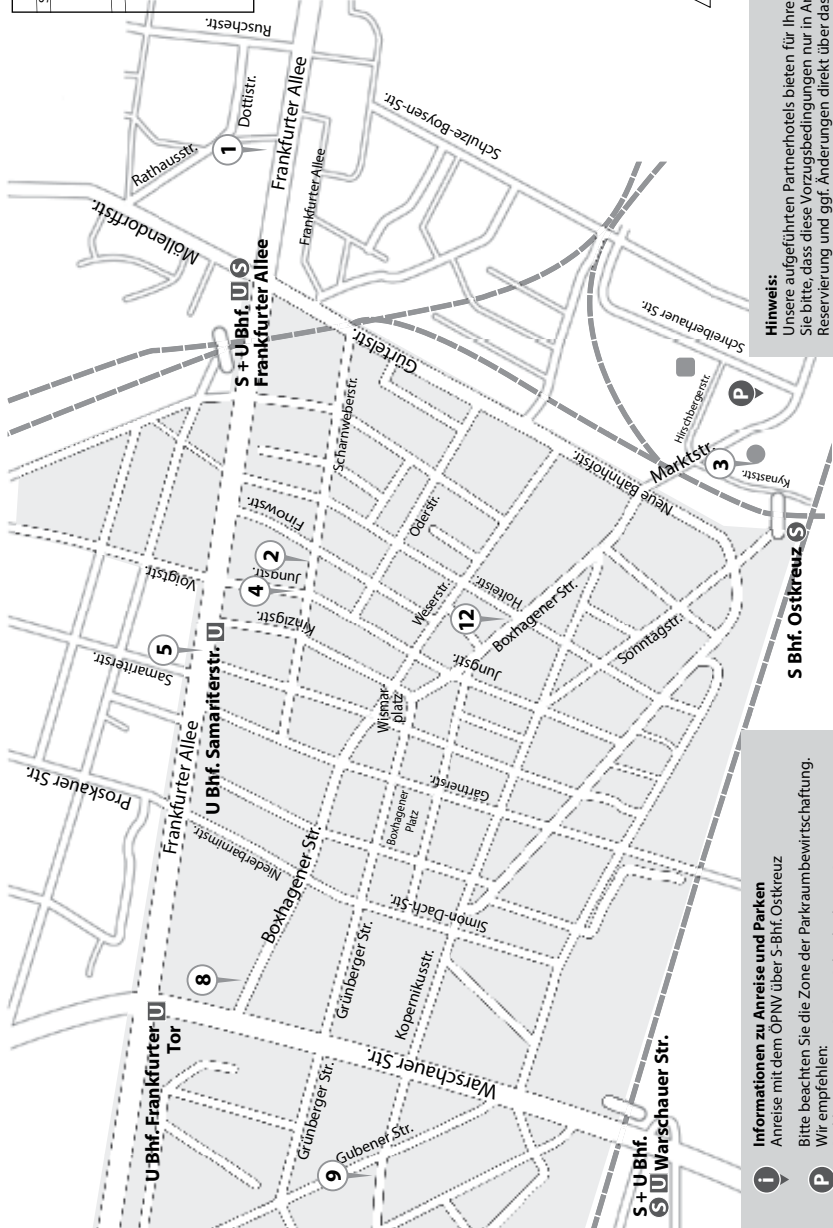 Ruschestr.
Dottistr.
Rathausstr.
1
Frankfurter Allee
Frankfurter Allee
Schulze-Boysen-Str.
Möllendorffstr.
S + U Bhf. U S
Frankfurter Allee
Gürtelstr.
Scharnweberstr.
Schreiberhauer Str.
Hirschbergerstr.
P
Marktstr.
3
Kynaststr.
Neue Bahnhofstr.
Finowstr.
Oderstr.
2
Jungstr.
4
Voigtstr.
Kinzigstr.
Weserstr.
Holteistr.
12
Boxhagener Str.
Sonntagstr.
S Bhf. Ostkreuz S
5
Samariterstr.
U Bhf. Samariterstr. U
Jungstr.
Wismar-
platz
Proskauer Str.
Frankfurter Allee
Gärtnerstr.
Boxhagener
Platz
Niederbarnimstr.
Boxhagener Str.
Simon-Dach-Str.
Grünberger Str.
Kopernikusstr.
8
U Bhf. Frankfurter U
Tor
Warschauer Str.
Grünberger Str.
Gubener Str.
9
S + U Bhf.
S U Warschauer Str.
i
Informationen zu Anreise und Parken
Anreise mit dem ÖPNV über S-Bhf. Ostkreuz
Bitte beachten Sie die Zone der Parkraumbewirtschaftung.
P
Wir empfehlen:
Hinweis:
Unsere aufgeführten Partnerhotels bieten für Ihre
Sie bitte, dass diese Vorzugsbedingungen nur in
Reservierung und ggf. Änderungen direkt über das